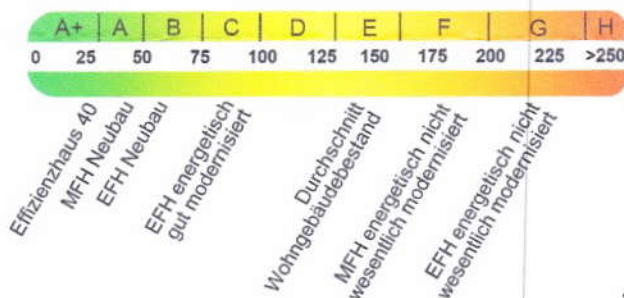 A+ A B C D E F G H
0 25 50 75 100 125 150 175 200 225 >250
Effizienzhaus 40
MFH Neubau
EFH Neubau
EFH energetisch
gut modernisiert
Durchschnitt
Wohngebäudebestand
MFH energetisch nicht
wesentlich modernisiert
EFH energetisch nicht
wesentlich modernisiert